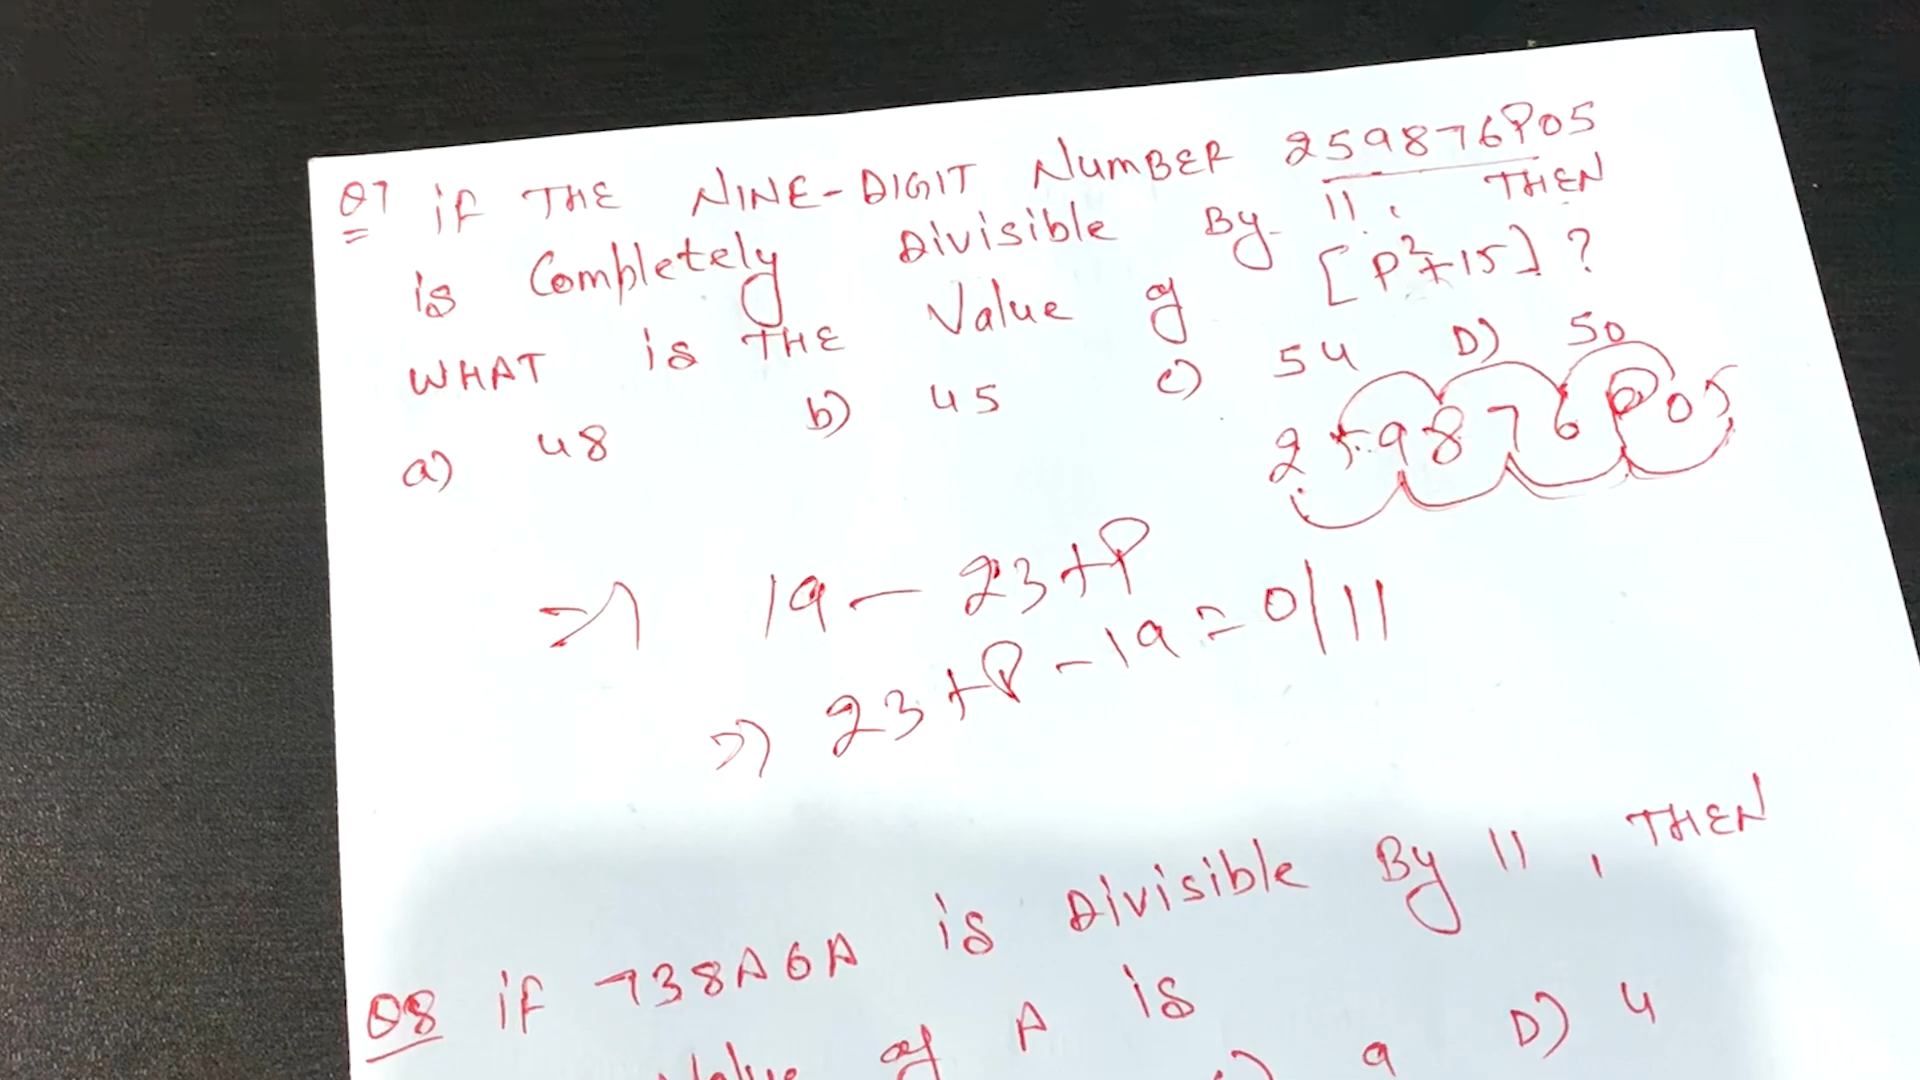 Q7 if THE NINE-DIGIT NUMBER 259876P05
is Completely Divisible By 11, THEN
WHAT is THE Value of [P²+15]?
a) 48 b) 45 c) 54 D) 50
259876P05
=> 19 - 23+P
=> 23+P-19=0/11
Q8 if 738A6A is Divisible By 11, THEN
Value of A is
9 D) 4